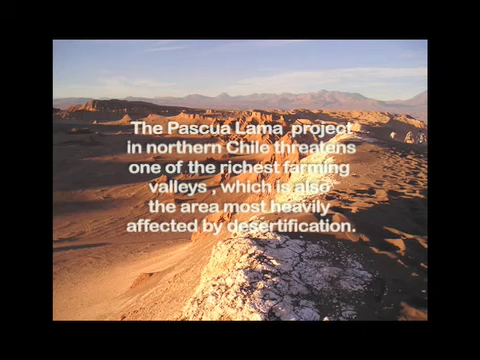 The Pascua Lama project
in northern Chile threatens
one of the richest farming
valleys , which is also
the area most heavily
affected by desertification.